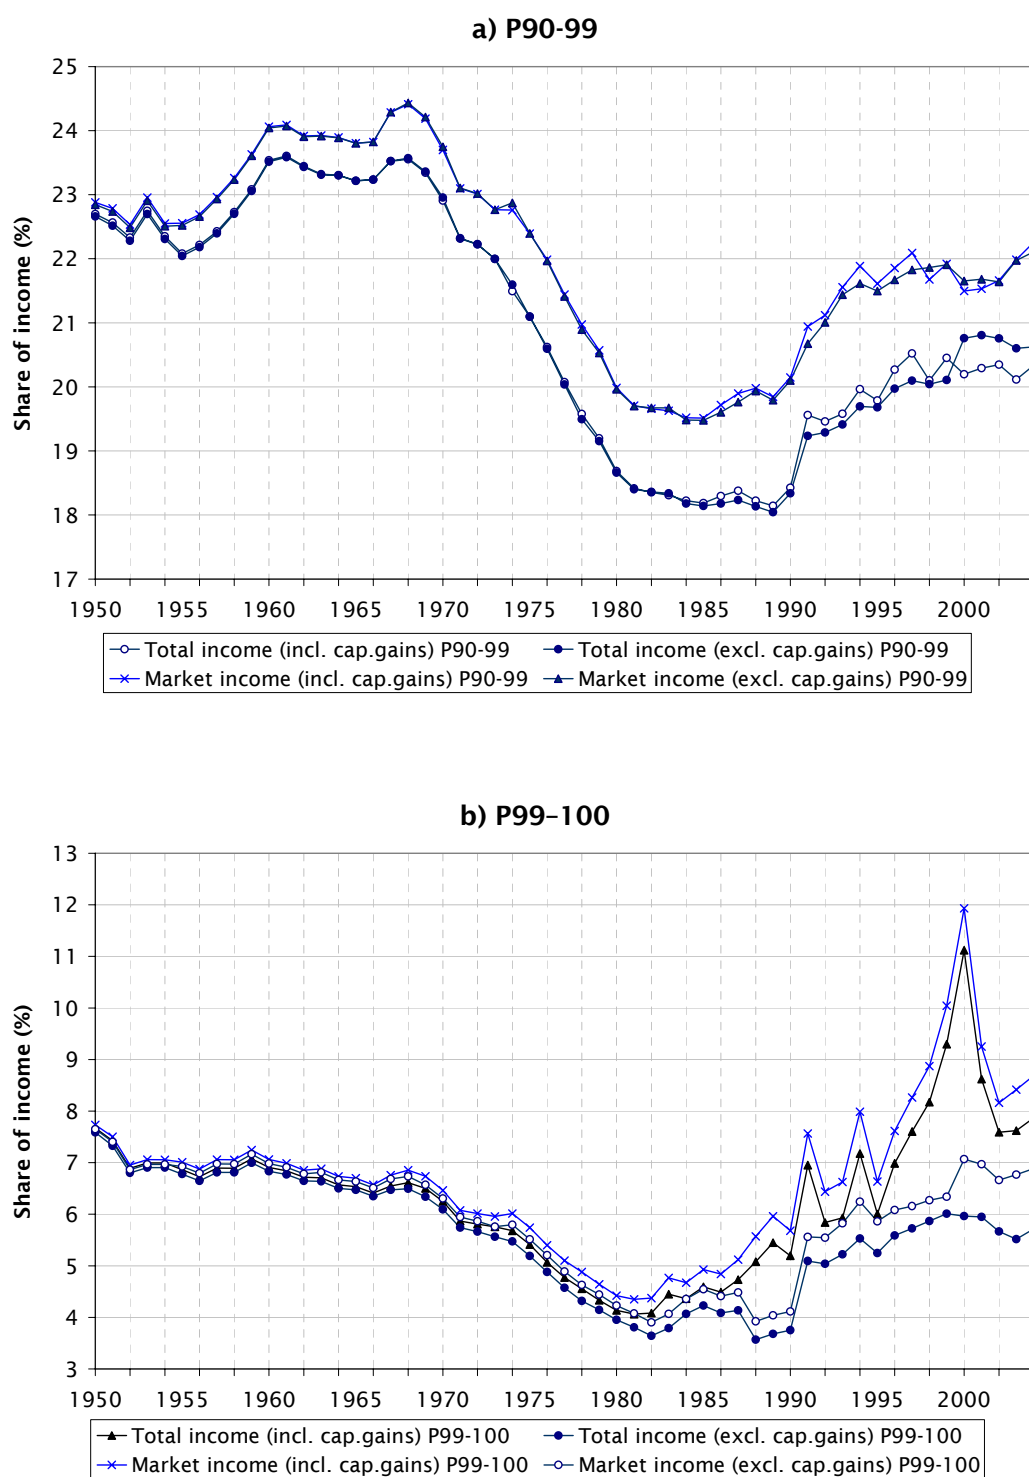 a) P90-99
25
24
23
22
21
20
19
18
17
Share of income (%)
1950 1955 1960 1965 1970 1975 1980 1985 1990 1995 2000
Total income (incl. cap.gains) P90-99 Total income (excl. cap.gains) P90-99
Market income (incl. cap.gains) P90-99 Market income (excl. cap.gains) P90-99
b) P99–100
13
12
11
10
9
8
7
6
5
4
3
Share of income (%)
1950 1955 1960 1965 1970 1975 1980 1985 1990 1995 2000
Total income (incl. cap.gains) P99-100 Total income (excl. cap.gains) P99-100
Market income (incl. cap.gains) P99-100 Market income (excl. cap.gains) P99-100